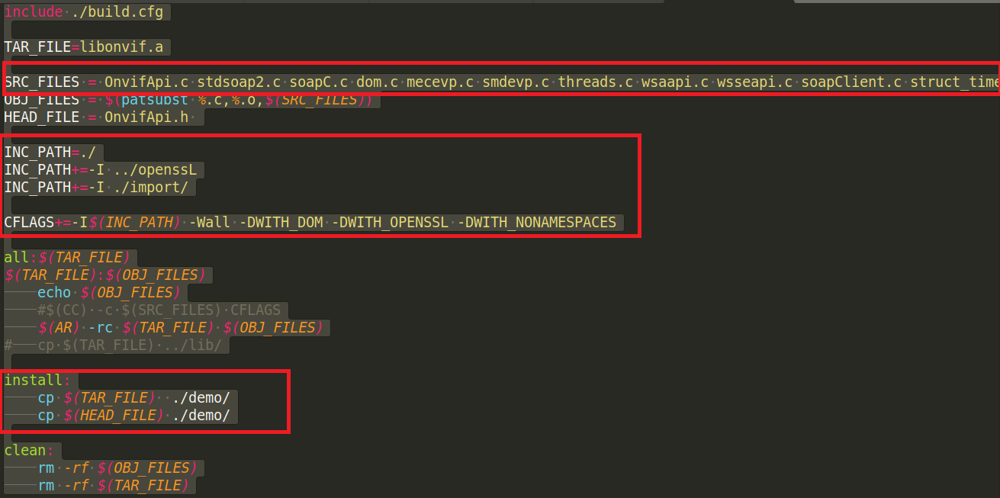 include ./build.cfg
TAR_FILE=libonvif.a
SRC_FILES = OnvifApi.c stdsoap2.c soapC.c dom.c mecevp.c smdevp.c threads.c wsaapi.c wsseapi.c soapClient.c struct_time
OBJ_FILES = $(patsubst %.c,%.o,$(SRC_FILES))
HEAD_FILE = OnvifApi.h
INC_PATH=./
INC_PATH+=-I ../openssL
INC_PATH+=-I ./import/
CFLAGS+=-I$(INC_PATH) -Wall -DWITH_DOM -DWITH_OPENSSL -DWITH_NONAMESPACES
all:$(TAR_FILE)
$(TAR_FILE):$(OBJ_FILES)
echo $(OBJ_FILES)
#$(CC) -c $(SRC_FILES) CFLAGS
$(AR) -rc $(TAR_FILE) $(OBJ_FILES)
# cp $(TAR_FILE) ../lib/
install:
cp $(TAR_FILE) ./demo/
cp $(HEAD_FILE) ./demo/
clean:
rm -rf $(OBJ_FILES)
rm -rf $(TAR_FILE)